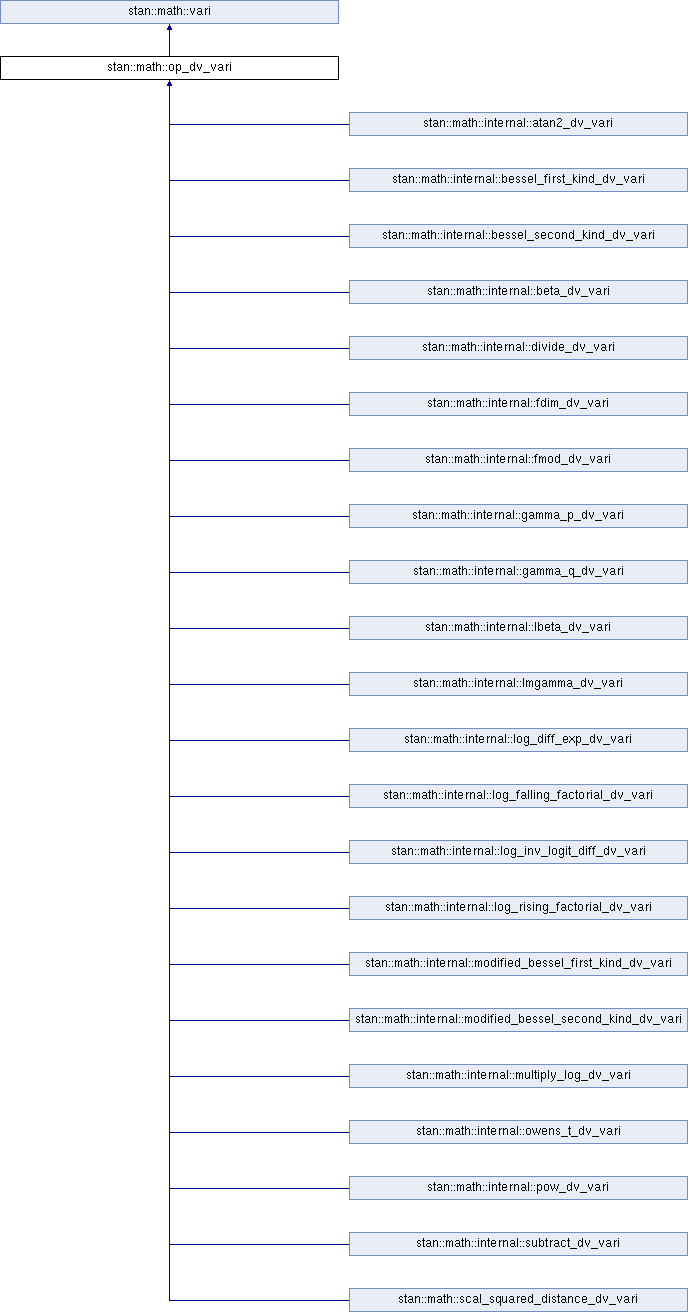 stan::math::vari
stan::math::op_dv_vari
stan::math::internal::atan2_dv_vari
stan::math::internal::bessel_first_kind_dv_vari
stan::math::internal::bessel_second_kind_dv_vari
stan::math::internal::beta_dv_vari
stan::math::internal::divide_dv_vari
stan::math::internal::fdim_dv_vari
stan::math::internal::fmod_dv_vari
stan::math::internal::gamma_p_dv_vari
stan::math::internal::gamma_q_dv_vari
stan::math::internal::lbeta_dv_vari
stan::math::internal::lmgamma_dv_vari
stan::math::internal::log_diff_exp_dv_vari
stan::math::internal::log_falling_factorial_dv_vari
stan::math::internal::log_inv_logit_diff_dv_vari
stan::math::internal::log_rising_factorial_dv_vari
stan::math::internal::modified_bessel_first_kind_dv_vari
stan::math::internal::modified_bessel_second_kind_dv_vari
stan::math::internal::multiply_log_dv_vari
stan::math::internal::owens_t_dv_vari
stan::math::internal::pow_dv_vari
stan::math::internal::subtract_dv_vari
stan::math::scal_squared_distance_dv_vari